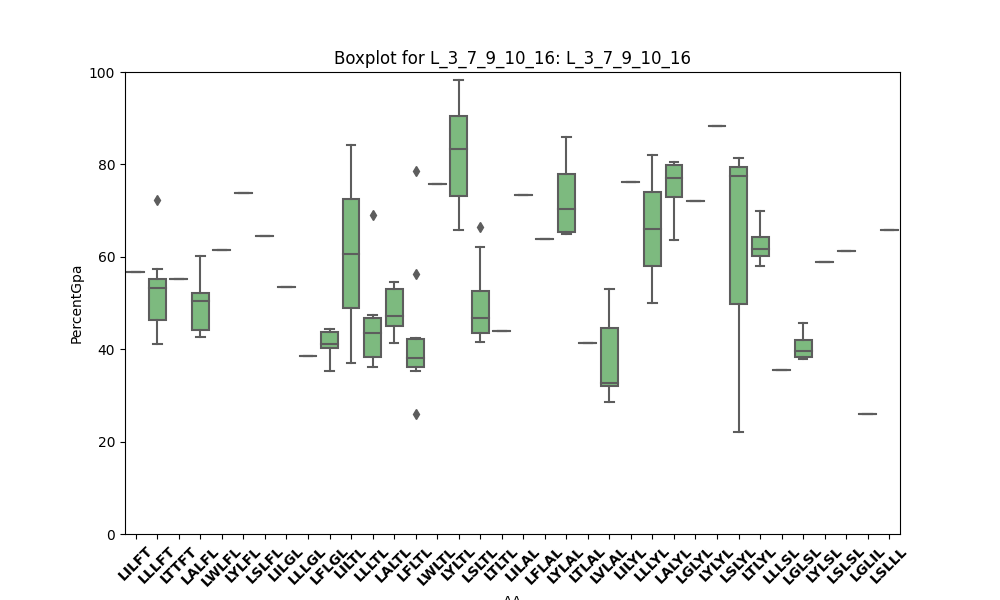 Boxplot for L_3_7_9_10_16: L_3_7_9_10_16
100
80
60
40
20
0
PercentGpa
LILFT
LLLFT
LTTFT
LALFL
LWLFL
LYLFL
LSLFL
LILGL
LLLGL
LFLGL
LILTL
LLLTL
LALTL
LFLTL
LWLTL
LYLTL
LSLTL
LTLTL
LILAL
LFLAL
LYLAL
LTLAL
LVLAL
LILYL
LLLYL
LALYL
LGLYL
LYLYL
LSLYL
LTLYL
LLLSL
LGLSL
LYLSL
LSLSL
LGLIL
LSLLL
AA